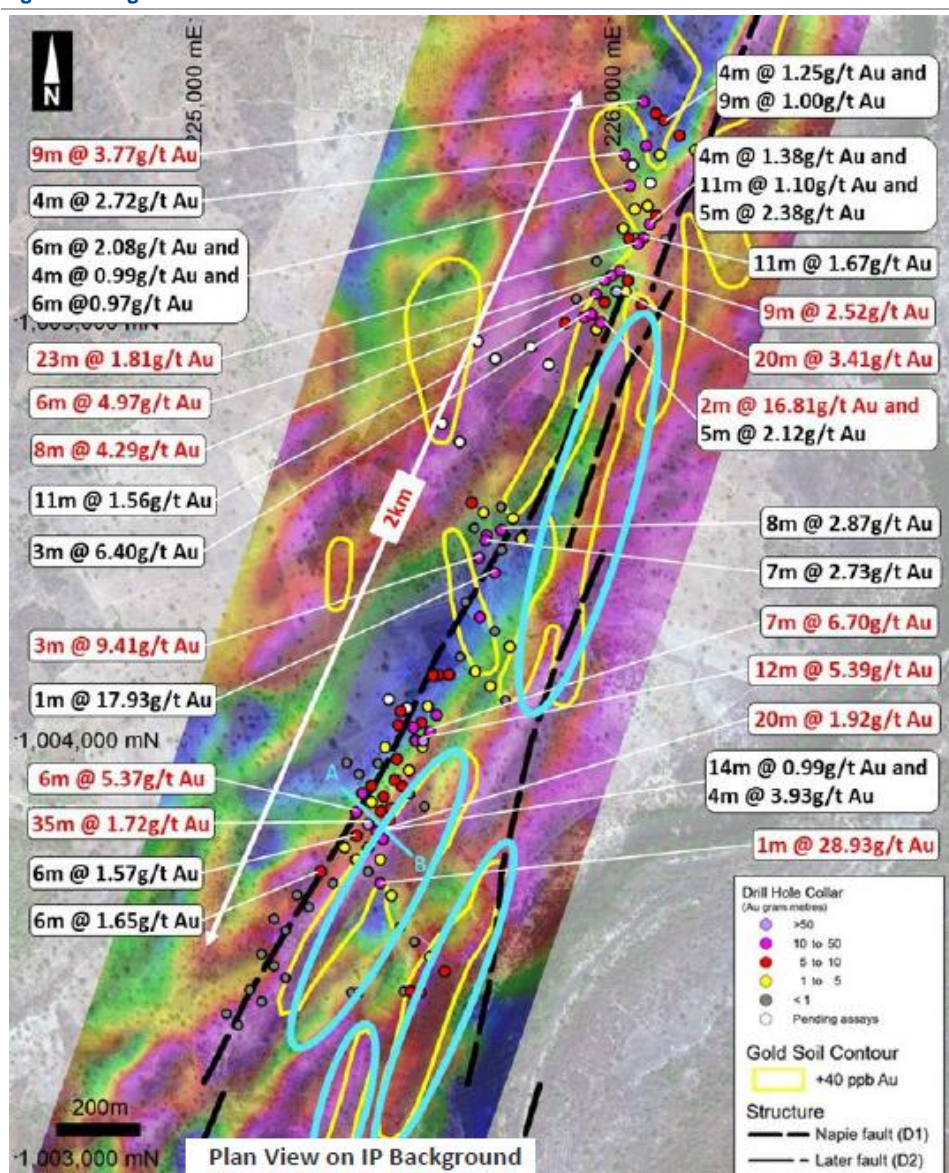 N
225,000 mE
226,000 mE
4m @ 1.25g/t Au and
9m @ 1.00g/t Au
9m @ 3.77g/t Au
4m @ 2.72g/t Au
4m @ 1.38g/t Au and
11m @ 1.10g/t Au and
5m @ 2.38g/t Au
6m @ 2.08g/t Au and
4m @ 0.99g/t Au and
6m @0.97g/t Au
11m @ 1.67g/t Au
1,005,000 mN
9m @ 2.52g/t Au
23m @ 1.81g/t Au
20m @ 3.41g/t Au
6m @ 4.97g/t Au
2m @ 16.81g/t Au and
5m @ 2.12g/t Au
8m @ 4.29g/t Au
11m @ 1.56g/t Au
2km
3m @ 6.40g/t Au
8m @ 2.87g/t Au
7m @ 2.73g/t Au
3m @ 9.41g/t Au
7m @ 6.70g/t Au
1m @ 17.93g/t Au
12m @ 5.39g/t Au
20m @ 1.92g/t Au
1,004,000 mN
6m @ 5.37g/t Au
A
14m @ 0.99g/t Au and
4m @ 3.93g/t Au
35m @ 1.72g/t Au
1m @ 28.93g/t Au
B
6m @ 1.57g/t Au
6m @ 1.65g/t Au
Drill Hole Collar
(Au gram metres)
>50
10 to 50
5 to 10
1 to 5
<1
Pending assays
Gold Soil Contour
+40 ppb Au
Structure
Napie fault (D1)
Later fault (D2)
200m
1,003,000 mN
Plan View on IP Background